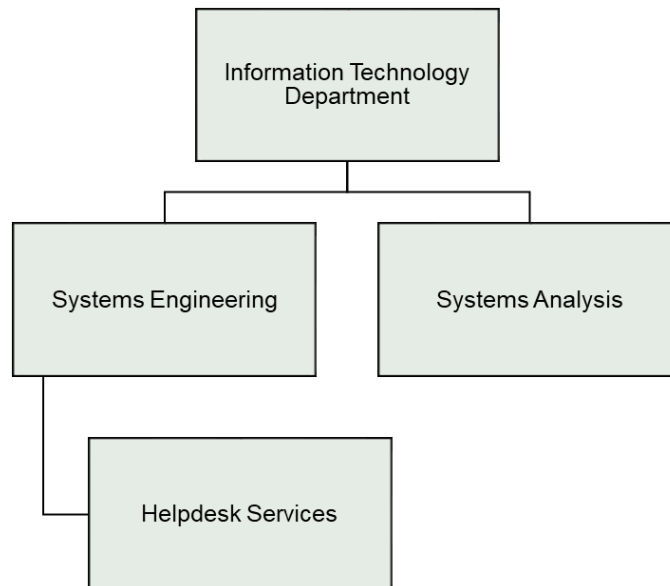 Information Technology
Department
Systems Engineering
Systems Analysis
Helpdesk Services